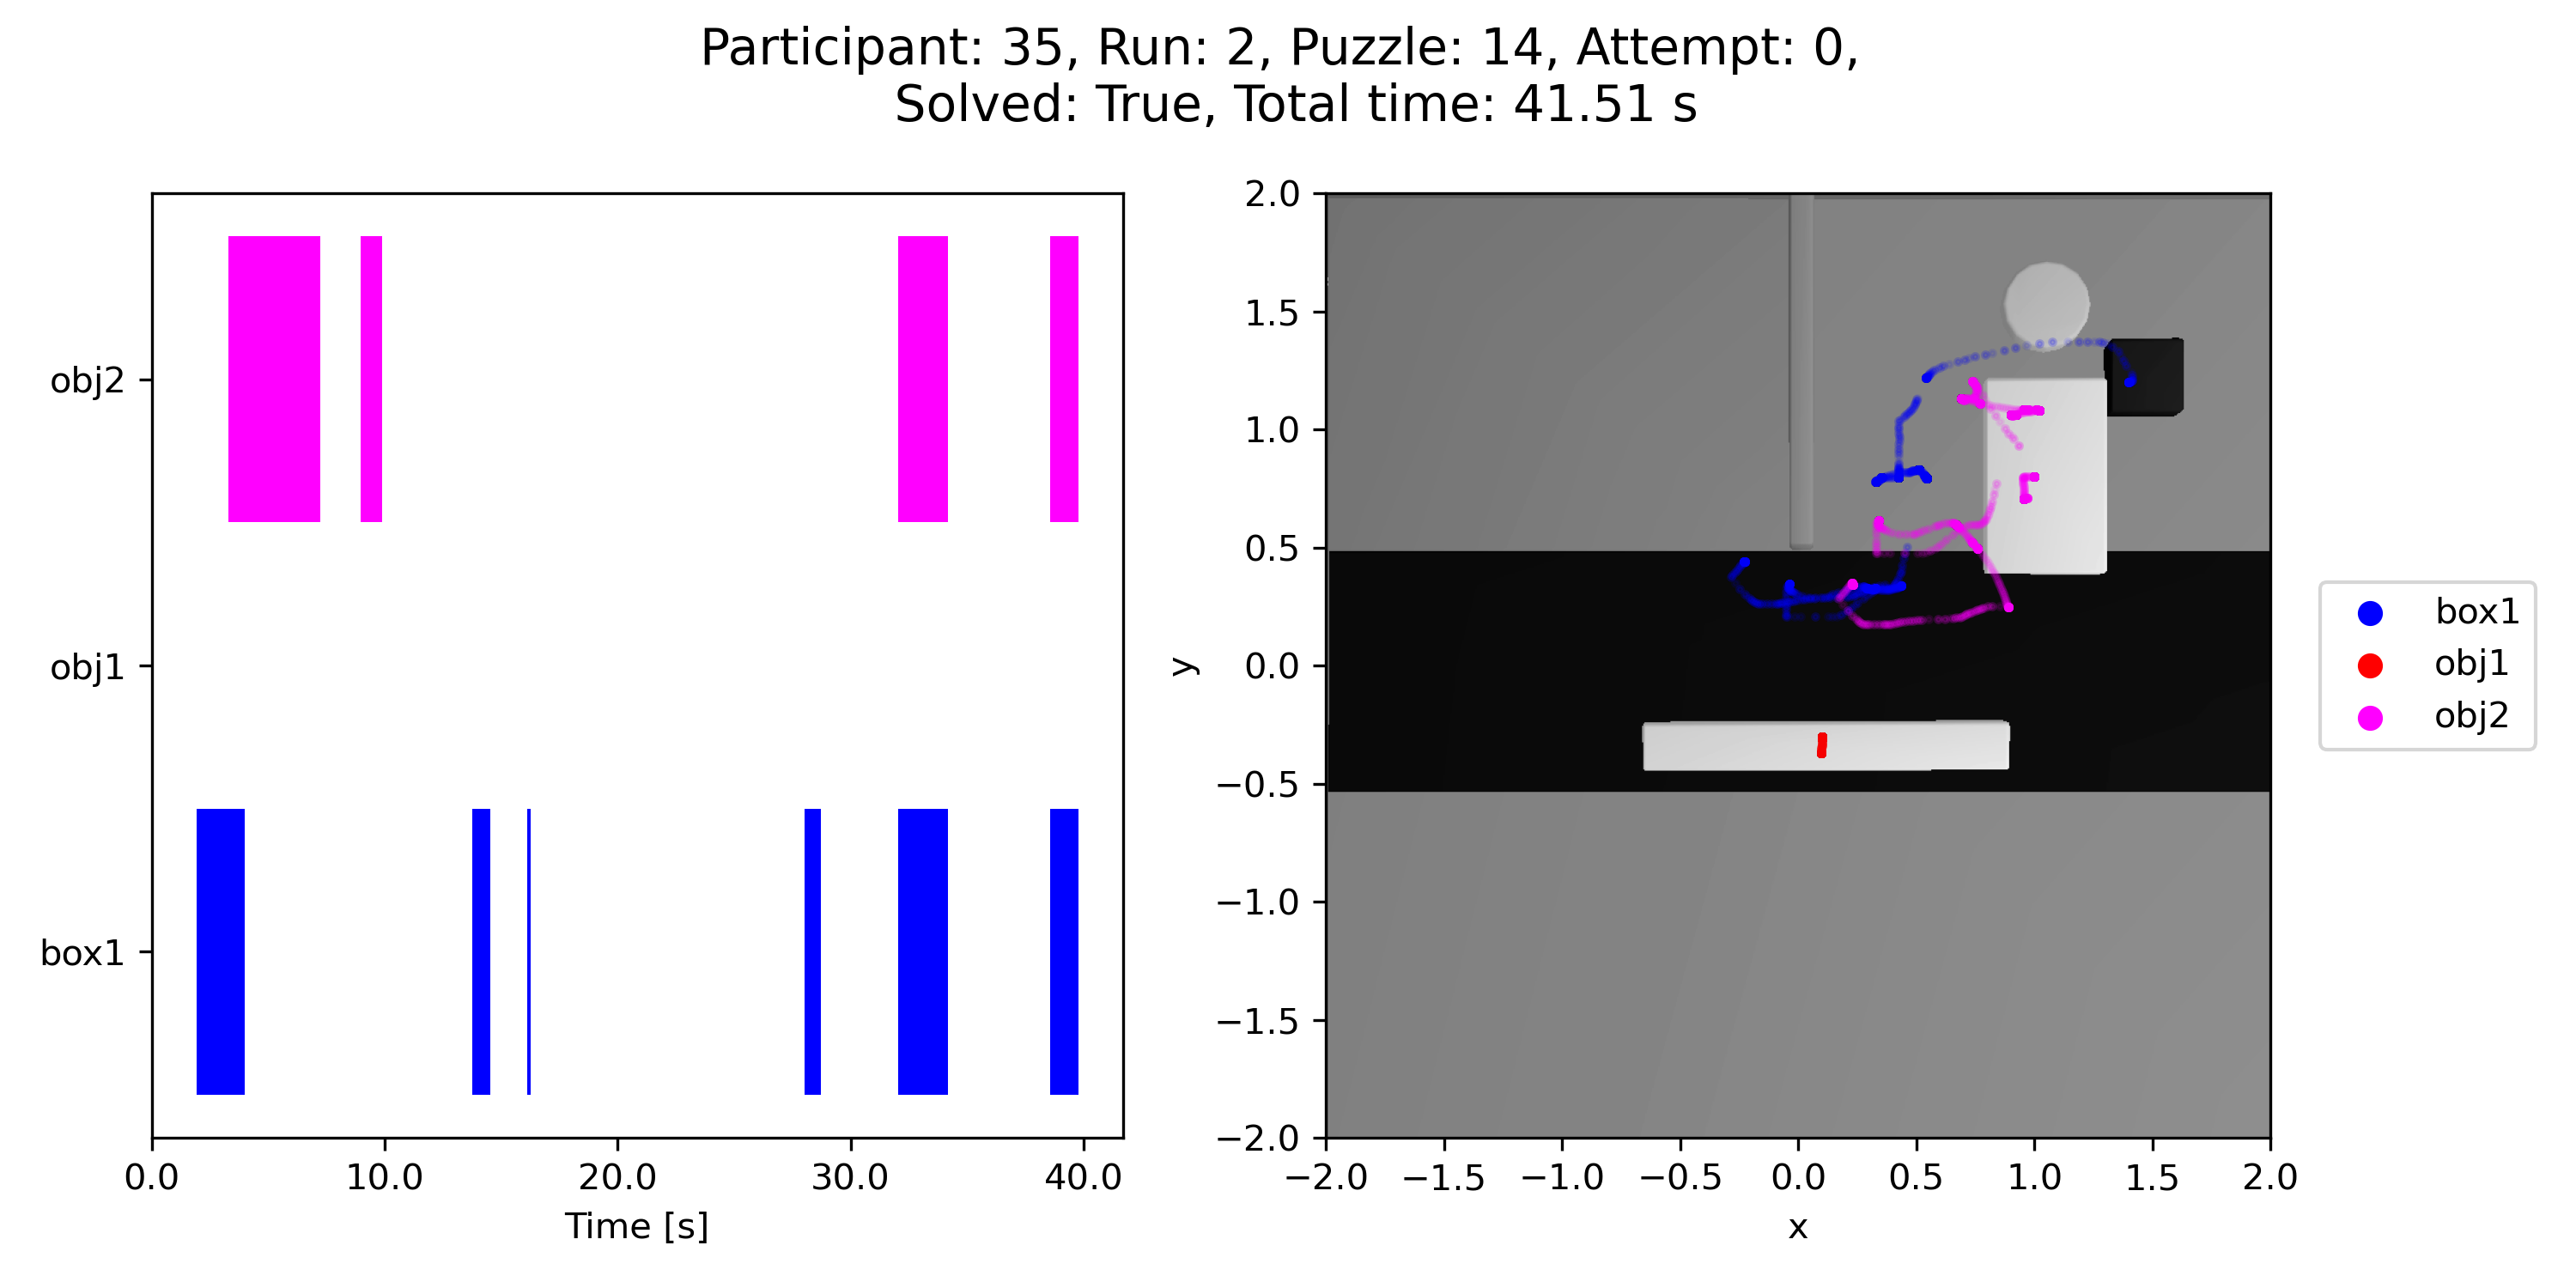 Participant: 35, Run: 2, Puzzle: 14, Attempt: 0,
Solved: True, Total time: 41.51 s
obj2
obj1
box1
0.0 10.0 20.0 30.0 40.0
Time [s]
2.0
1.5
1.0
0.5
0.0
−0.5
−1.0
−1.5
−2.0
y
−2.0 −1.5 −1.0 −0.5 0.0 0.5 1.0 1.5 2.0
x
box1
obj1
obj2